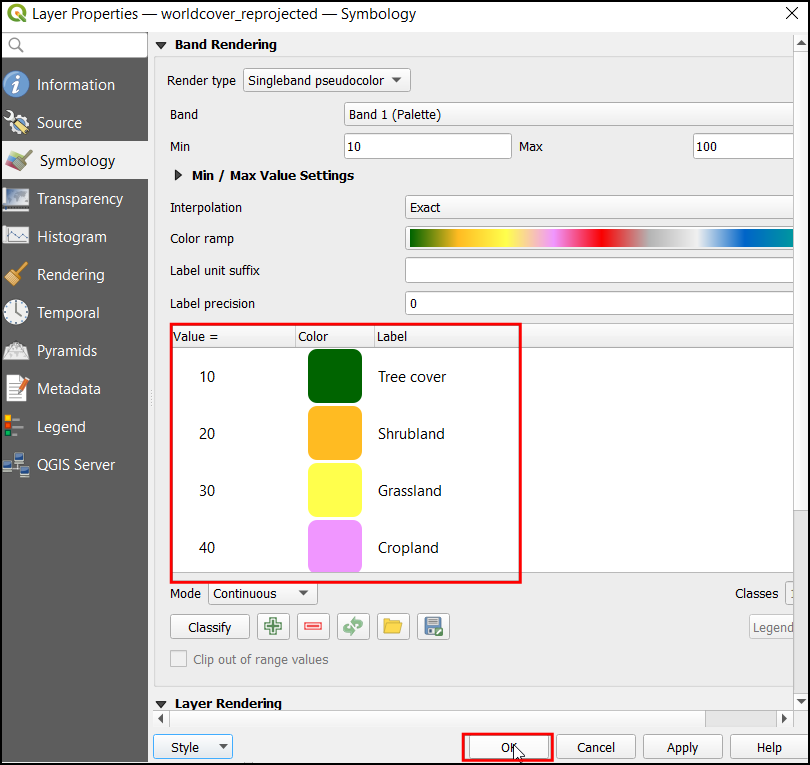 Layer Properties — worldcover_reprojected — Symbology
Information
Source
Symbology
Transparency
Histogram
Rendering
Temporal
Pyramids
Metadata
Legend
QGIS Server
Band Rendering
Render type Singleband pseudocolor
Band Band 1 (Palette)
Min 10 Max 100
Min / Max Value Settings
Interpolation Exact
Color ramp
Label unit suffix
Label precision 0
Value = Color Label
10 Tree cover
20 Shrubland
30 Grassland
40 Cropland
Mode Continuous Classes
Classify Legend
Clip out of range values
Layer Rendering
Style OK Cancel Apply Help